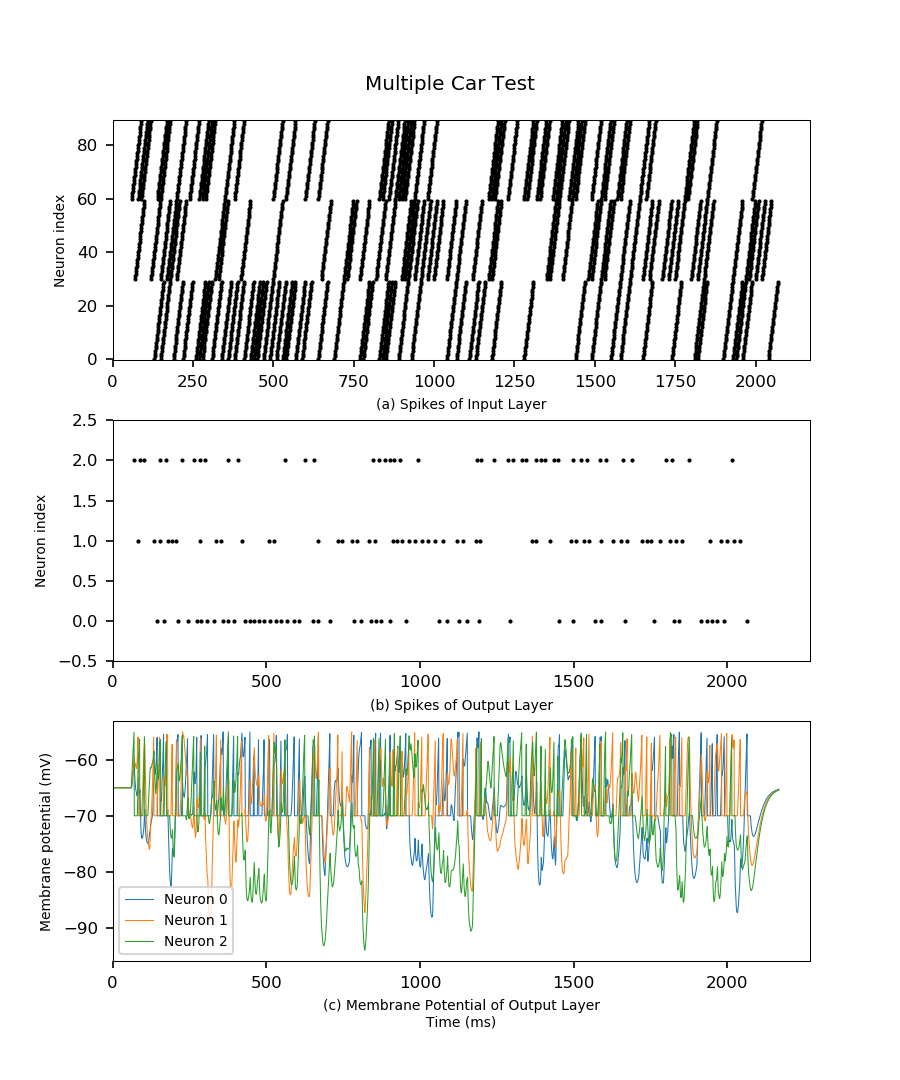 Multiple Car Test
80
60
40
20
0
Neuron index
0 250 500 750 1000 1250 1500 1750 2000
(a) Spikes of Input Layer
2.5
2.0
1.5
1.0
0.5
0.0
−0.5
Neuron index
0 500 1000 1500 2000
(b) Spikes of Output Layer
−60
−70
−80
−90
Membrane potential (mV)
Neuron 0
Neuron 1
Neuron 2
0 500 1000 1500 2000
(c) Membrane Potential of Output Layer
Time (ms)